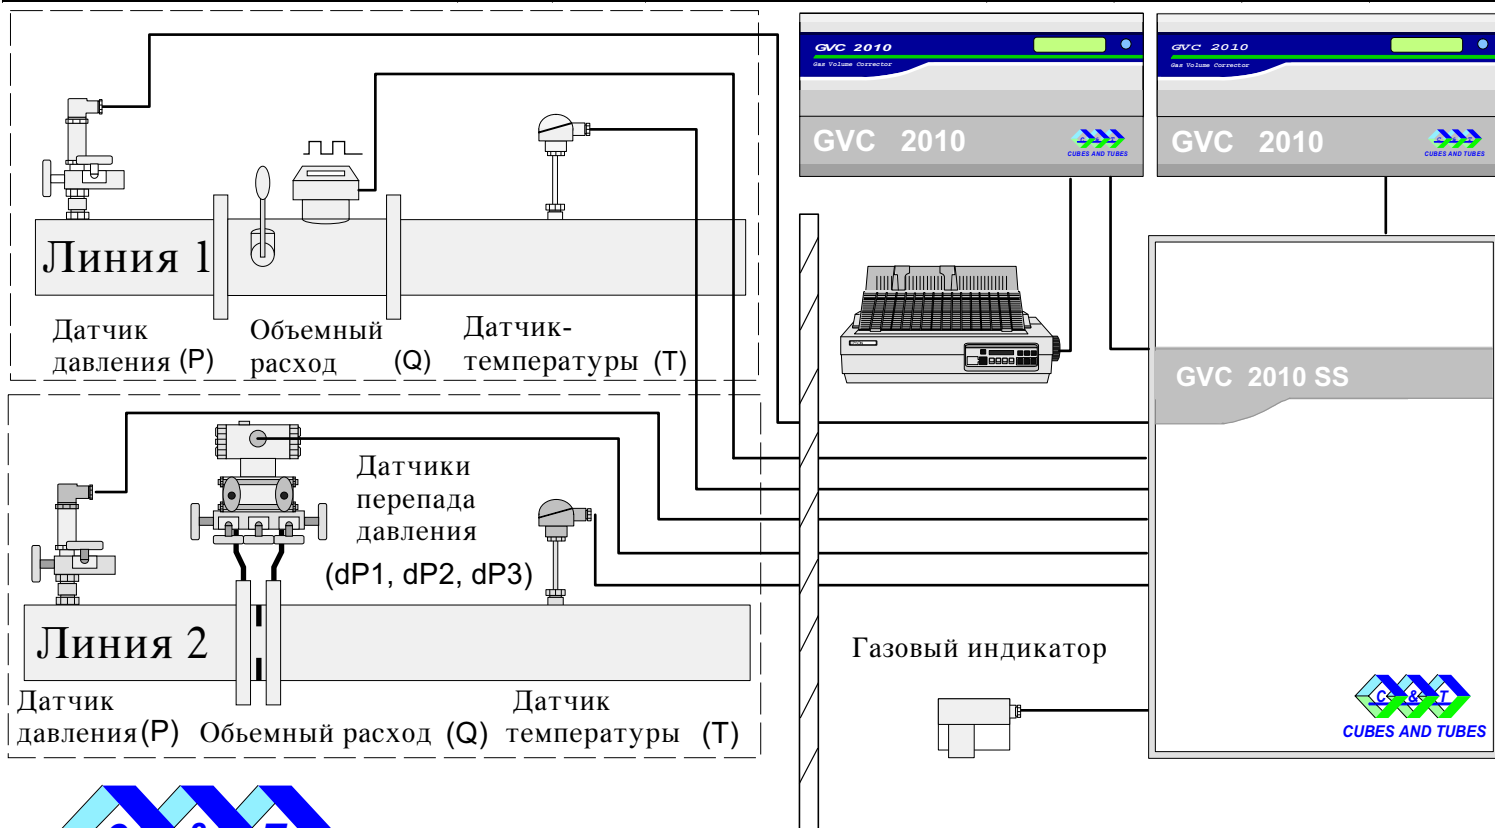 GVC 2010
Gas Volume Corrector
GVC 2010
C & T
CUBES AND TUBES
GVC 2010
Gas Volume Corrector
GVC 2010
C & T
CUBES AND TUBES
Линия 1
Датчик
давления (P)
Объемный
расход (Q)
Датчик-
температуры (T)
GVC 2010 SS
Датчики
перепада
давления
(dP1, dP2, dP3)
Линия 2
Датчик
давления (P)
Обьемный расход (Q)
Датчик
температуры (T)
Газовый индикатор
C & T
CUBES AND TUBES
C & T